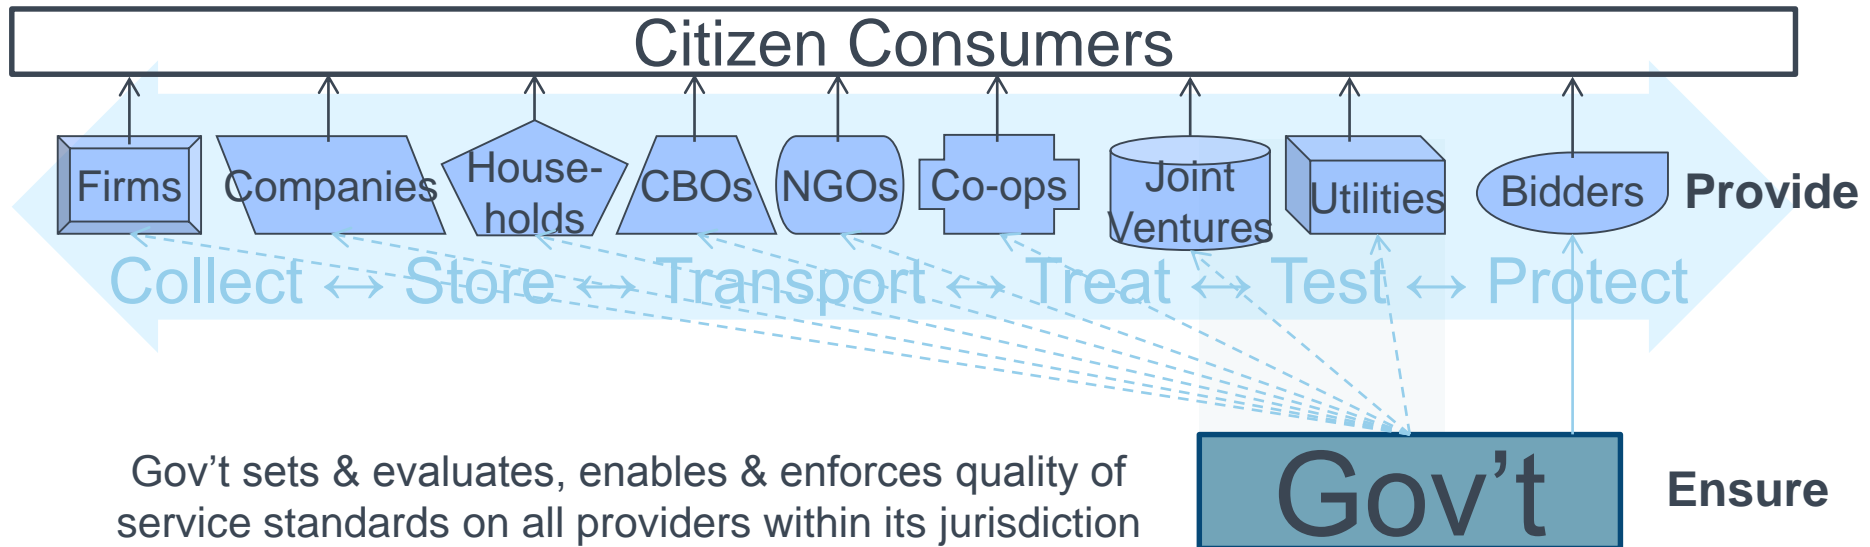 Citizen Consumers
Firms
Companies
House-
holds
CBOs
NGOs
Co-ops
Joint
Ventures
Utilities
Bidders
Provide
Collect ↔ Store ↔ Transport ↔ Treat ↔ Test ↔ Protect
Gov’t sets & evaluates, enables & enforces quality of
service standards on all providers within its jurisdiction
Gov’t
Ensure